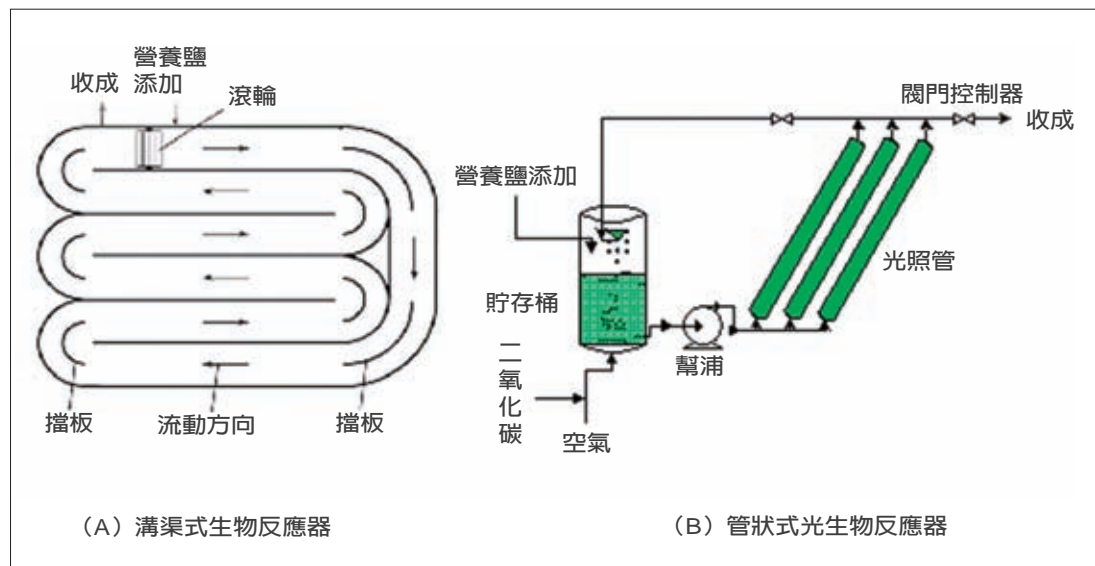 營養鹽
添加
收成
滾輪
擋板
流動方向
擋板
(A)溝渠式生物反應器
閥門控制器
收成
營養鹽添加
光照管
貯存桶
幫浦
二氧化碳
空氣
(B)管狀式光生物反應器